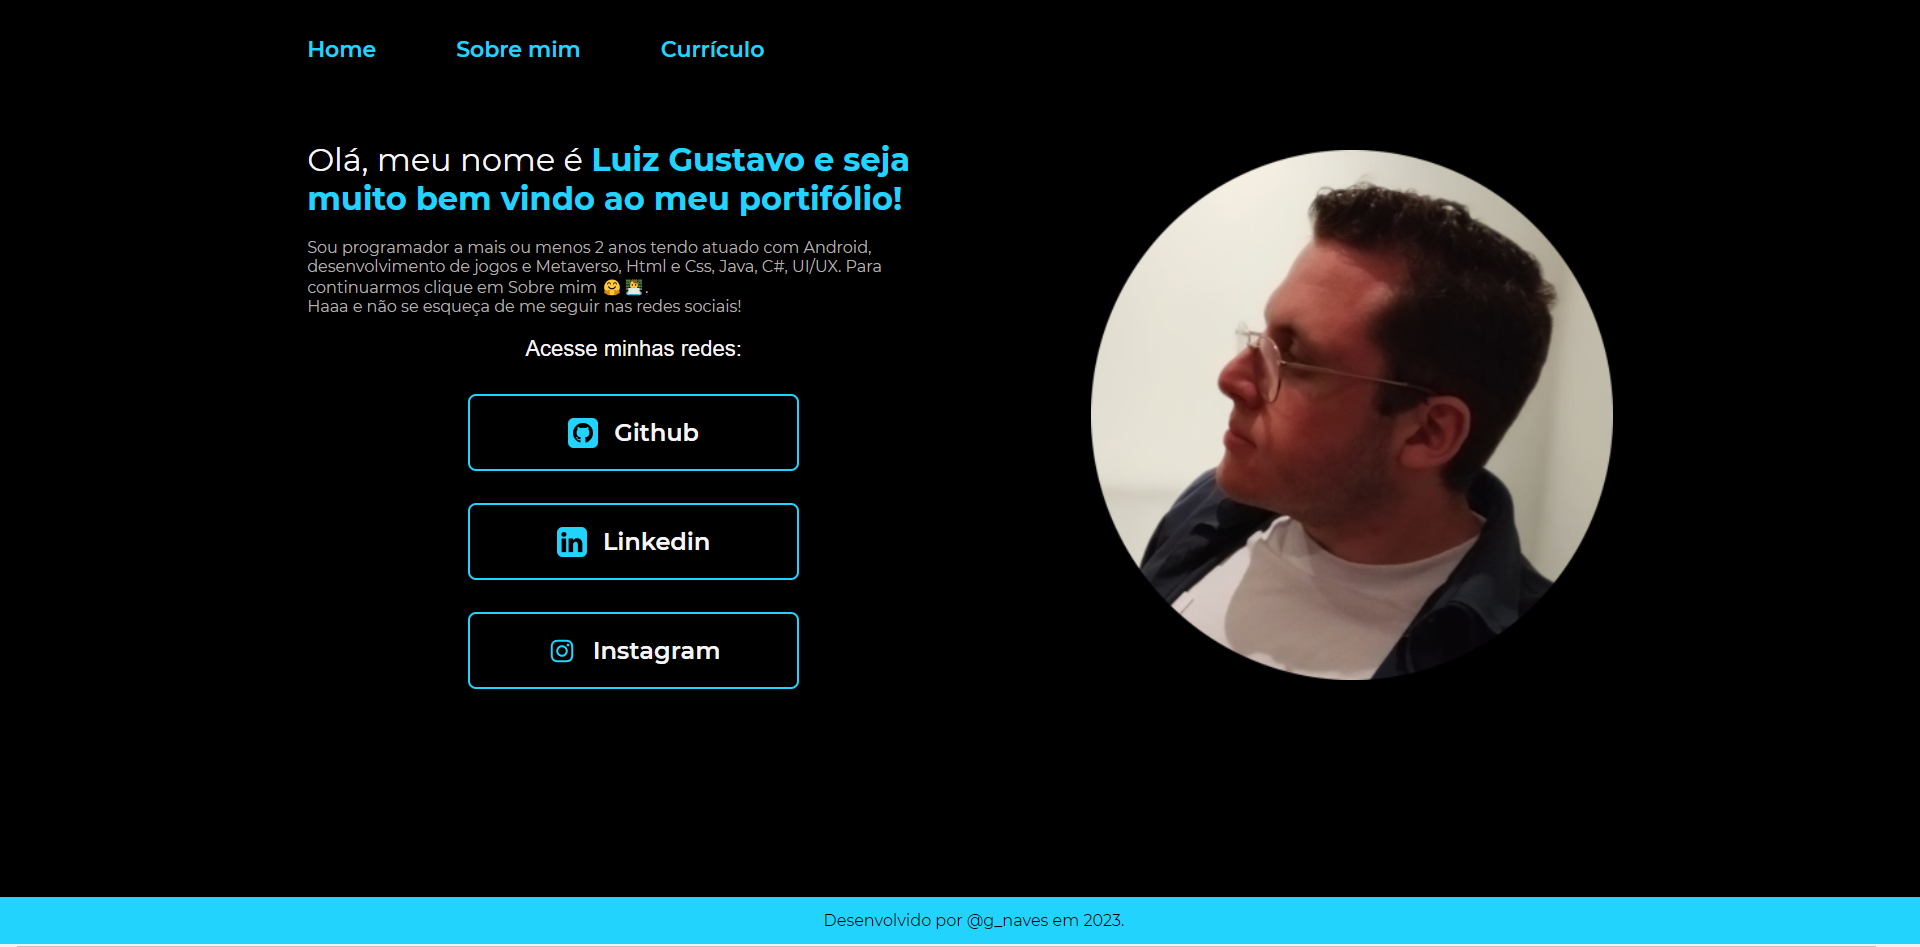 Home Sobre mim Currículo
Olá, meu nome é Luiz Gustavo e seja
muito bem vindo ao meu portifólio!
Sou programador a mais ou menos 2 anos tendo atuado com Android,
desenvolvimento de jogos e Metaverso, Html e Css, Java, C#, UI/UX. Para
continuarmos clique em Sobre mim 🤗 👨‍💻.
Haaa e não se esqueça de me seguir nas redes sociais!
Acesse minhas redes:
Github
Linkedin
Instagram
Desenvolvido por @g_naves em 2023.